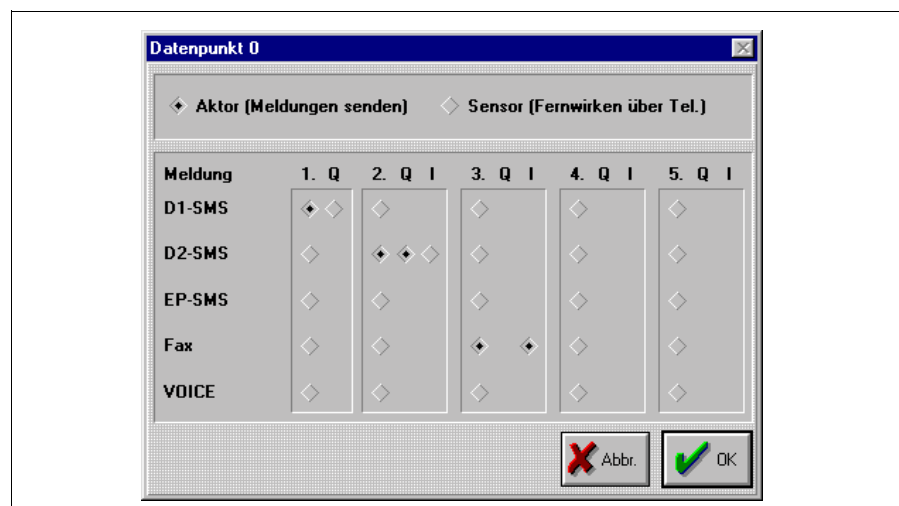 Datenpunkt 0
Aktor (Meldungen senden) Sensor (Fernwirken über Tel.)
Meldung 1. Q 2. Q I 3. Q I 4. Q I 5. Q I
D1-SMS
D2-SMS
EP-SMS
Fax
VOICE
Abbr. OK